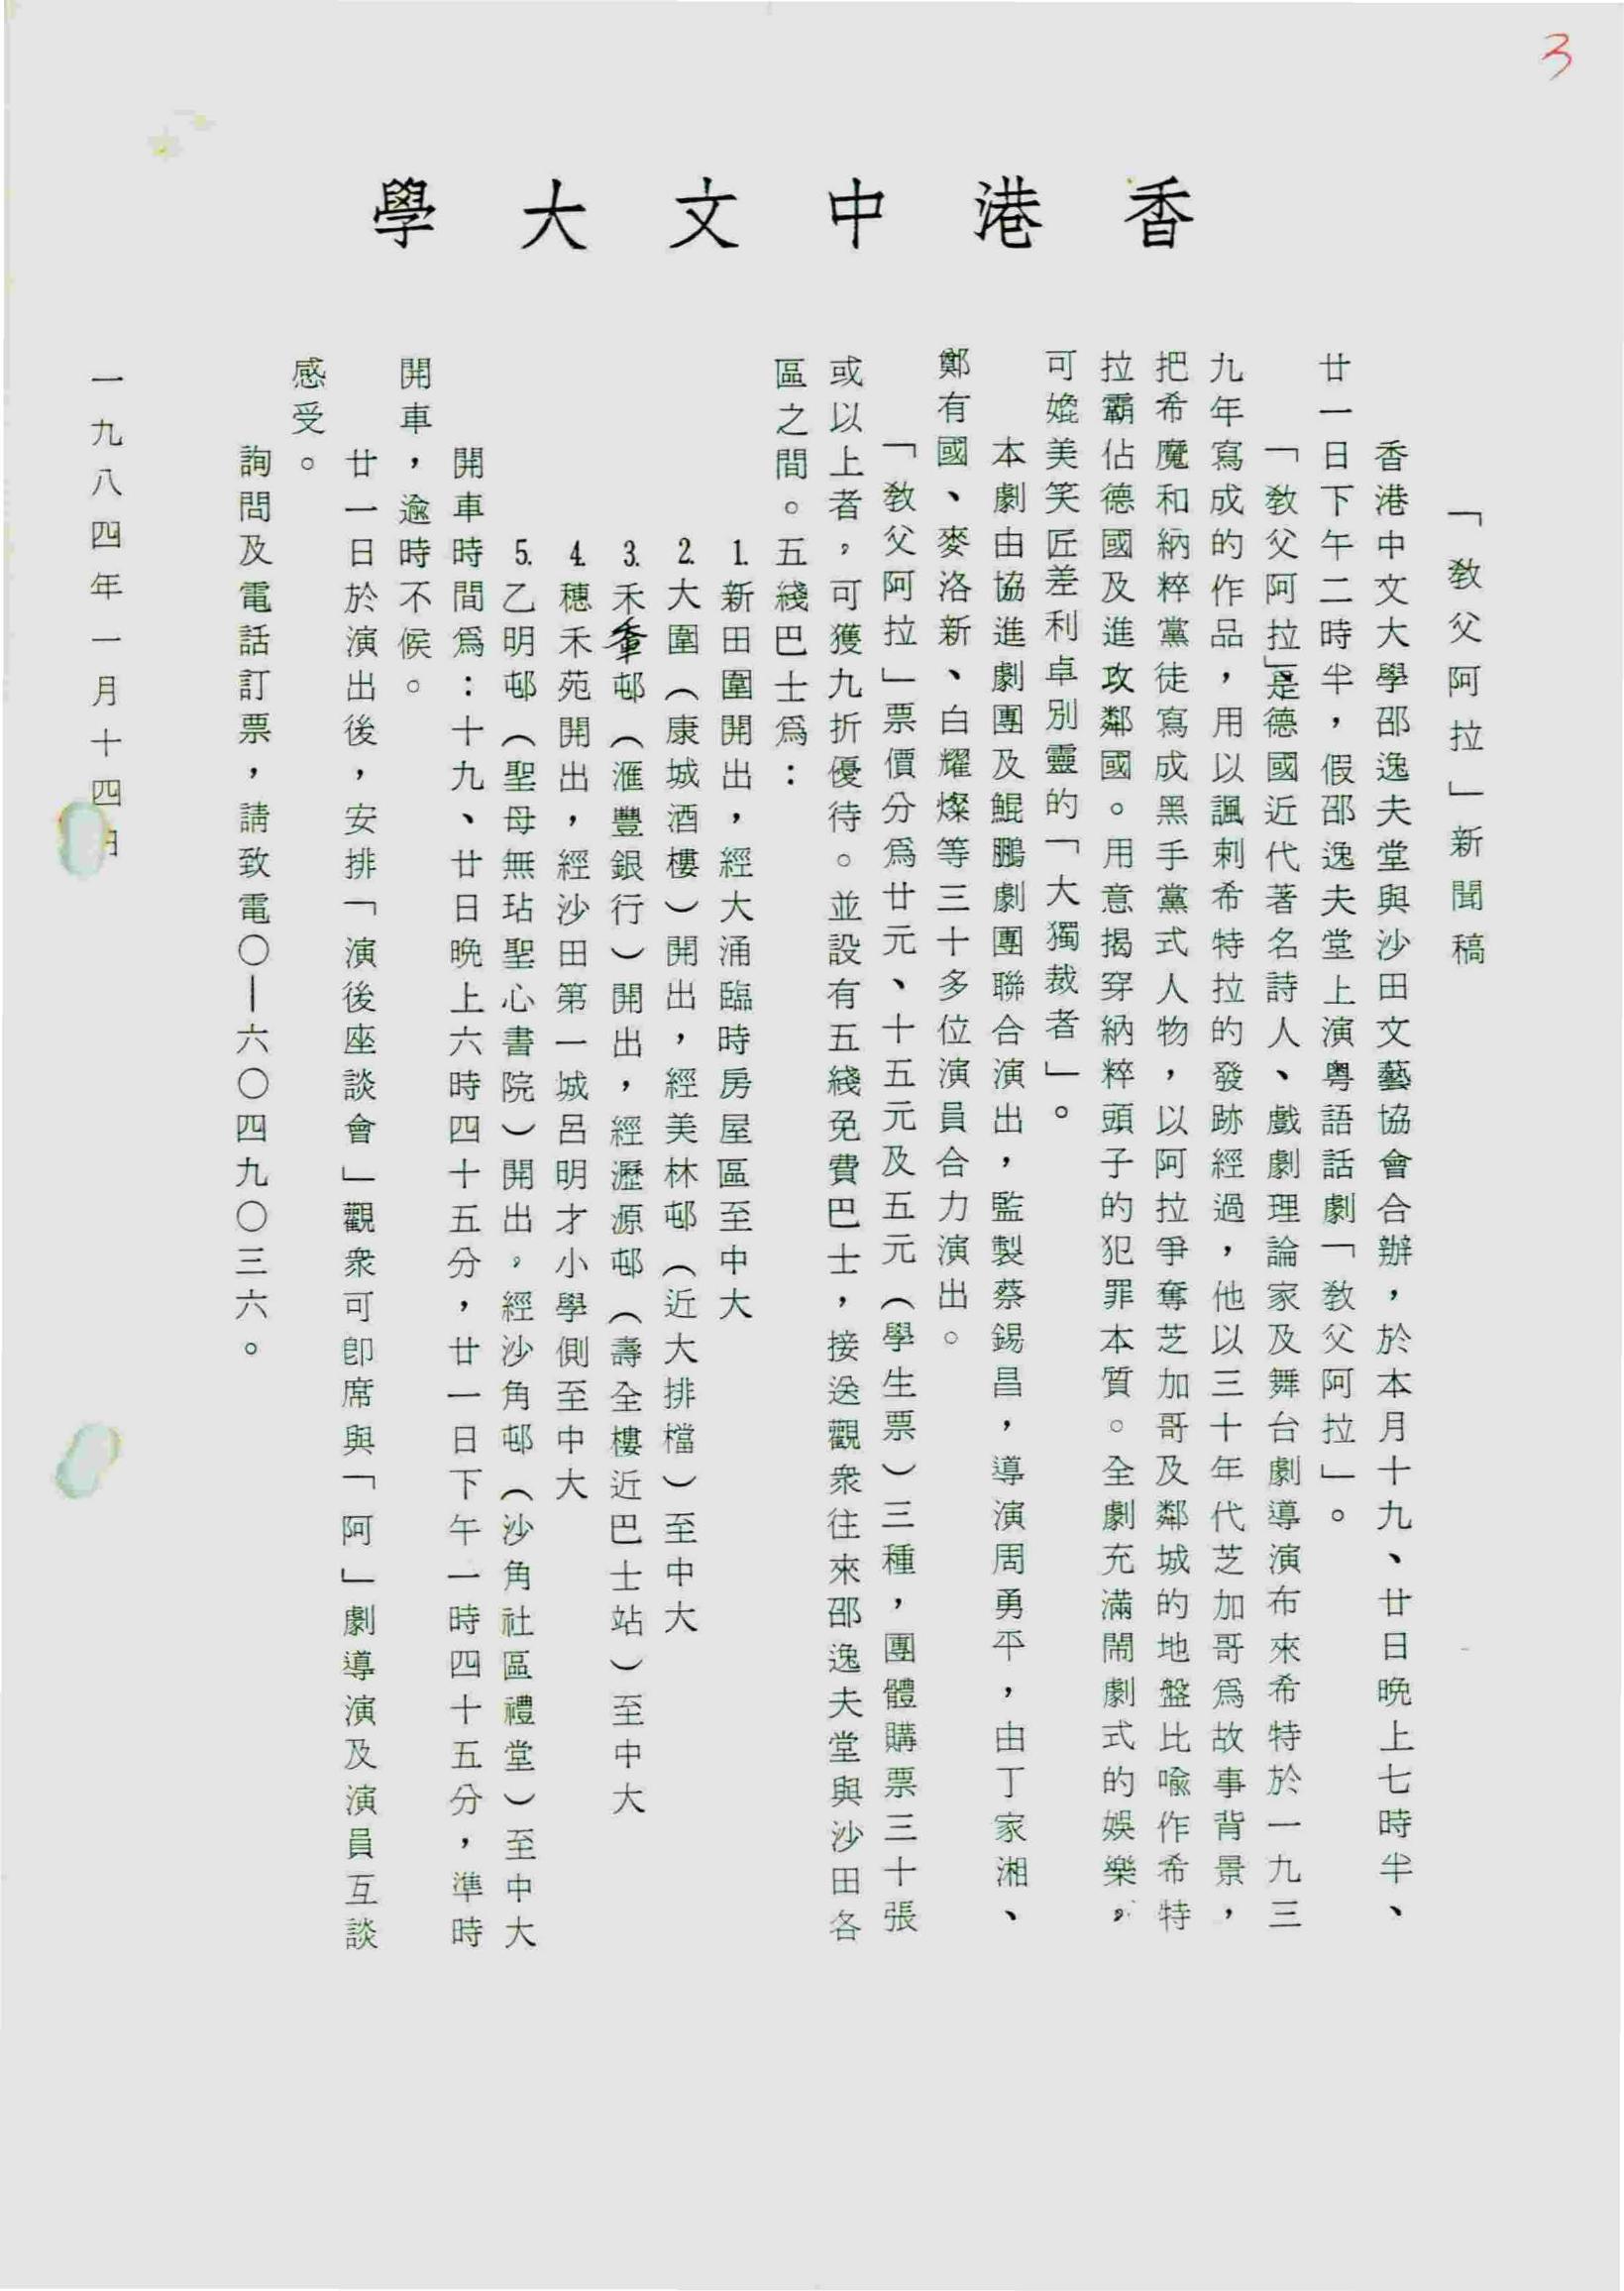 3
香港中文大學
「教父阿拉」新聞稿
香港中文大學邵逸夫堂與沙田文藝協會合辦，於本月十九、廿日晚上七時半、
廿一日下午二時半，假邵逸夫堂上演粵語話劇「教父阿拉」。
「教父阿拉」是德國近代著名詩人、戲劇理論家及舞台劇導演布來希特於一九三
九年寫成的作品，用以諷刺希特拉的發跡經過，他以三十年代芝加哥爲故事背景，
把希魔和納粹黨徒寫成黑手黨式人物，以阿拉爭奪芝加哥及鄰城的地盤比喻作希特
拉霸佔德國及進攻鄰國。用意揭穿納粹頭子的犯罪本質。全劇充滿鬧劇式的娛樂，
可媲美笑匠差利卓別靈的「大獨裁者」。
本劇由協進劇團及鯤鵬劇團聯合演出，監製蔡錫昌，導演周勇平，由丁家湘、
鄭有國、麥洛新、白耀燦等三十多位演員合力演出。
「教父阿拉」票價分爲廿元、十五元及五元（學生票）三種，團體購票三十張
或以上者，可獲九折優待。並設有五綫免費巴士，接送觀衆往來邵逸夫堂與沙田各
區之間。五綫巴士爲：
1. 新田圍開出，經大涌臨時房屋區至中大
2. 大圍（康城酒樓）開出，經美林邨（近大排檔）至中大
3. 禾輋邨（滙豐銀行）開出，經瀝源邨（壽全樓近巴士站）至中大
4. 穗禾苑開出，經沙田第一城呂明才小學側至中大
5. 乙明邨（聖母無玷聖心書院）開出，經沙角邨（沙角社區禮堂）至中大
開車時間爲：十九、廿日晚上六時四十五分，廿一日下午一時四十五分，準時
開車，逾時不候。
廿一日於演出後，安排「演後座談會」觀衆可卽席與「阿」劇導演及演員互談
感受。
詢問及電話訂票，請致電〇—六〇四九〇三六。
一九八四年一月十四日